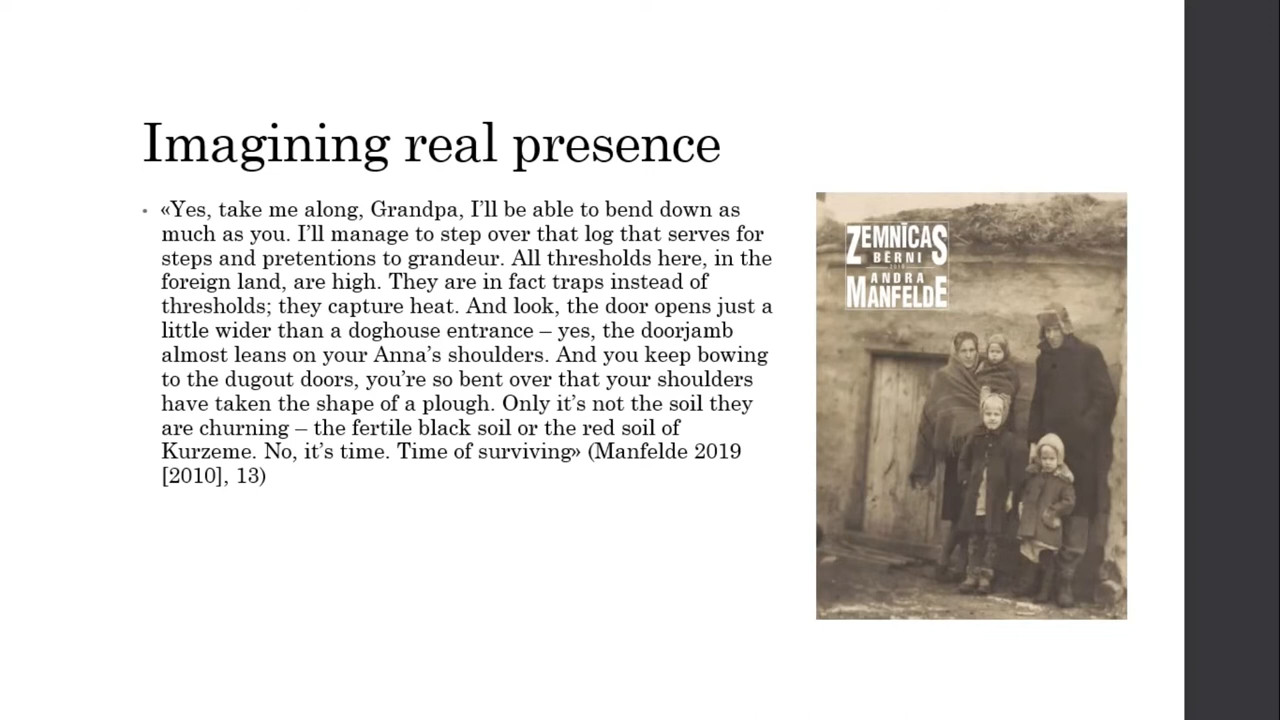 Imagining real presence
• «Yes, take me along, Grandpa, I’ll be able to bend down as
much as you. I’ll manage to step over that log that serves for
steps and pretentions to grandeur. All thresholds here, in the
foreign land, are high. They are in fact traps instead of
thresholds; they capture heat. And look, the door opens just a
little wider than a doghouse entrance – yes, the doorjamb
almost leans on your Anna’s shoulders. And you keep bowing
to the dugout doors, you’re so bent over that your shoulders
have taken the shape of a plough. Only it’s not the soil they
are churning – the fertile black soil or the red soil of
Kurzeme. No, it’s time. Time of surviving» (Manfelde 2019
[2010], 13)
ZEMNĪCAS
BĒRNI
ANDRA
MANFELDE